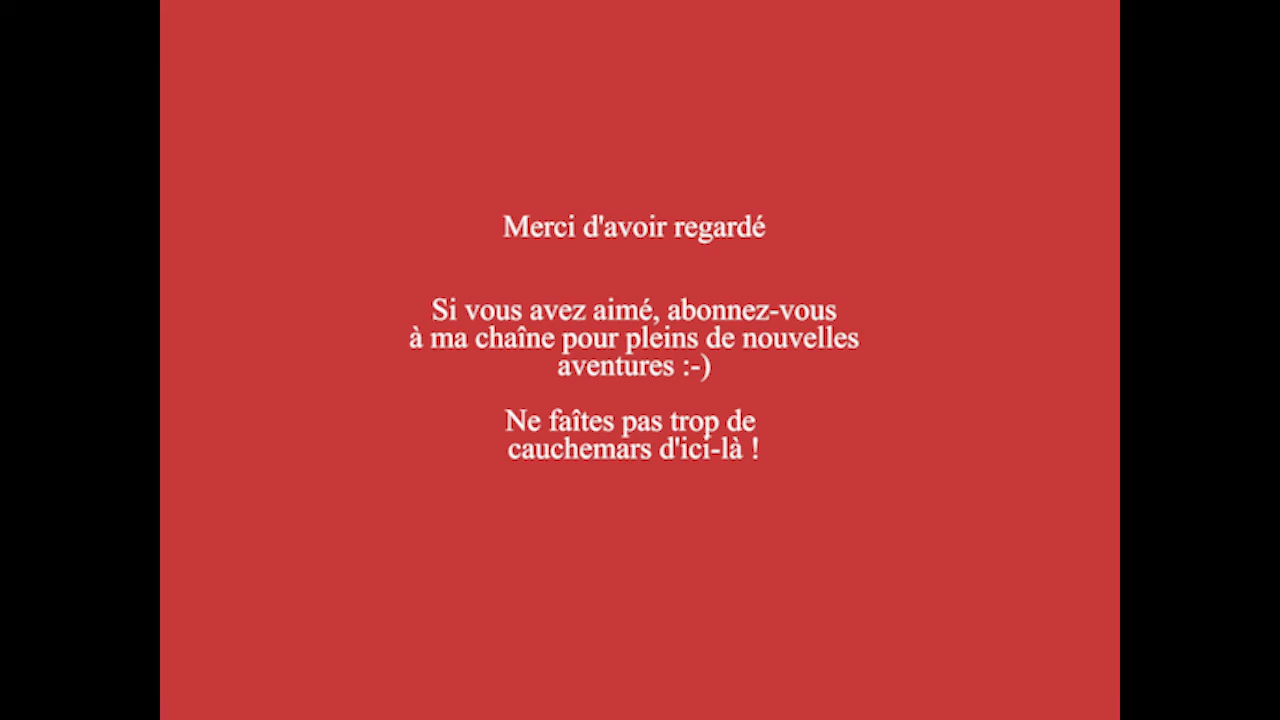 Merci d'avoir regardé
Si vous avez aimé, abonnez-vous
à ma chaîne pour pleins de nouvelles
aventures :-)
Ne faîtes pas trop de
cauchemars d'ici-là !